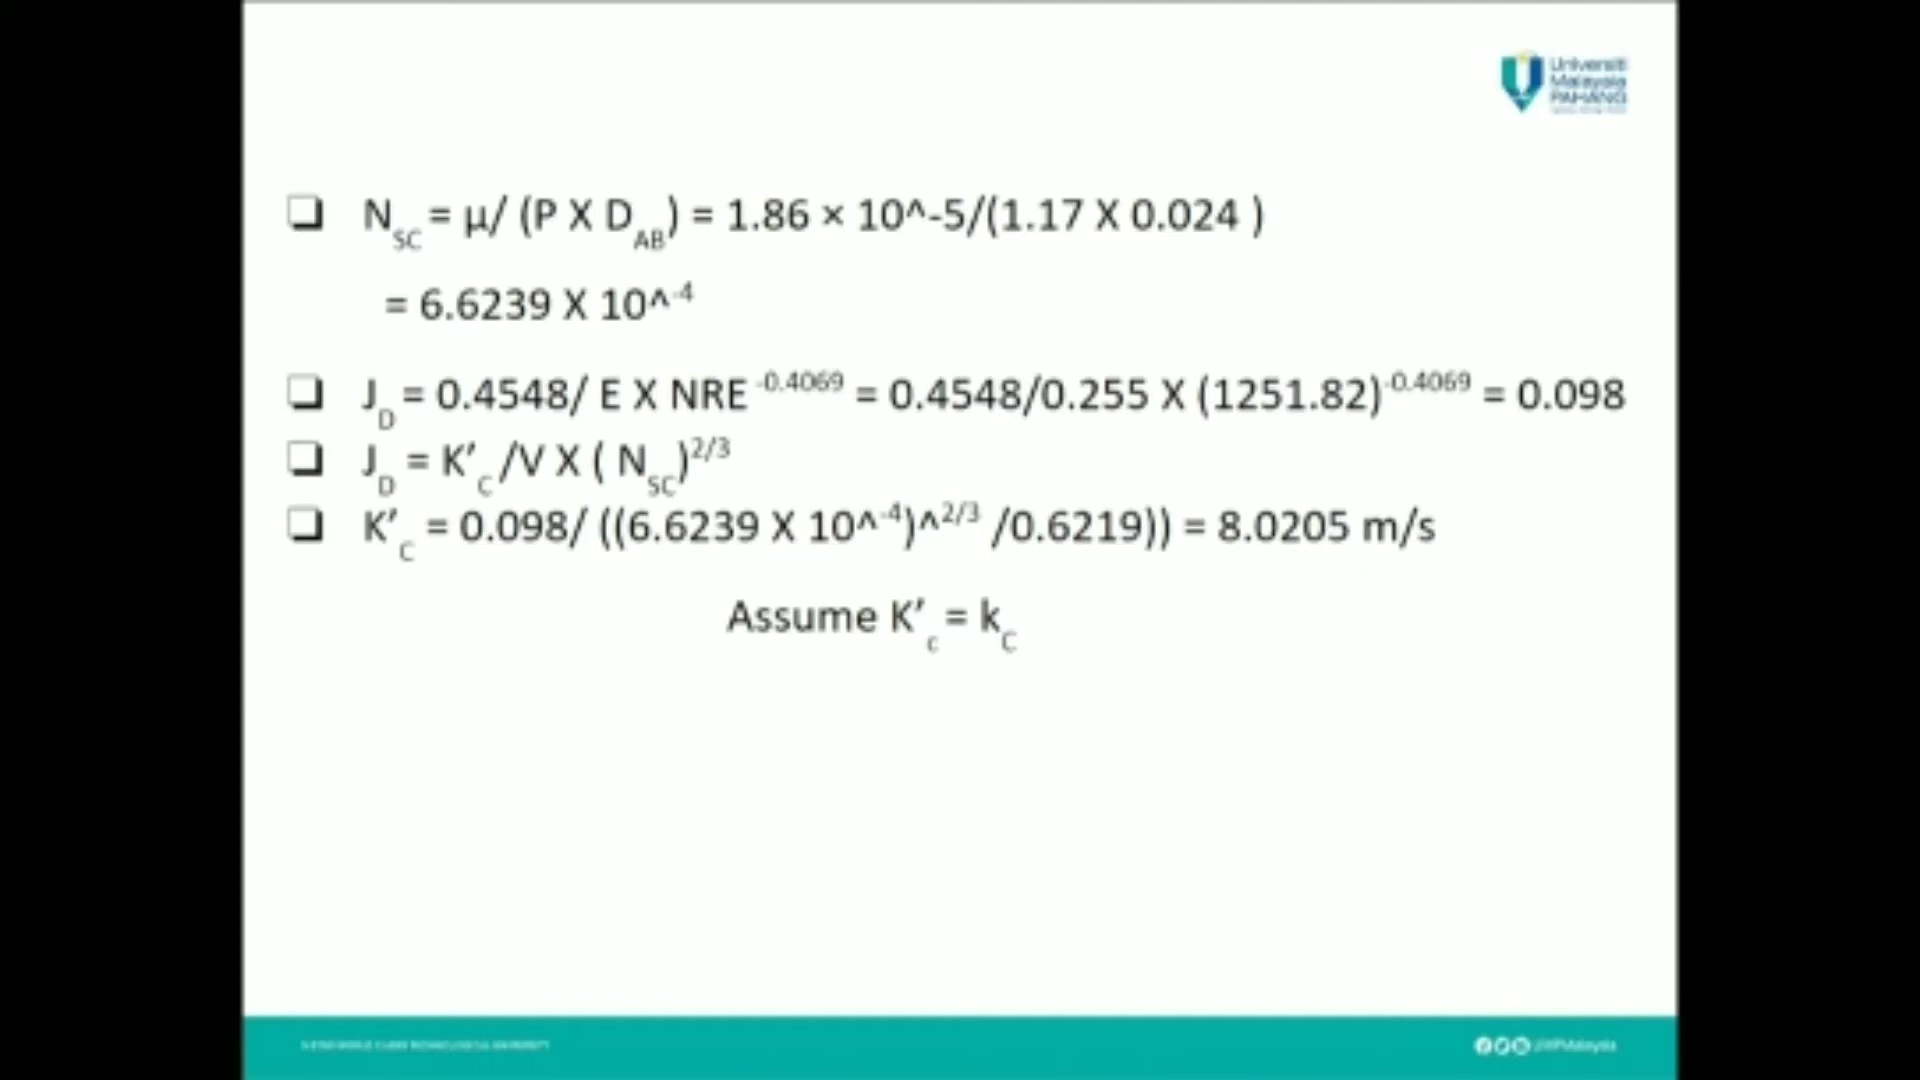 Universiti
Malaysia
PAHANG
❑ N_SC = μ/ (P X D_AB) = 1.86 × 10^-5/(1.17 X 0.024 )
= 6.6239 X 10^⁻⁴
❑ J_D = 0.4548/ E X NRE ^-0.4069 = 0.4548/0.255 X (1251.82)^-0.4069 = 0.098
❑ J_D = K'_C /V X ( N_SC)^2/3
❑ K'_C = 0.098/ ((6.6239 X 10^⁻⁴)^^2/3 /0.6219)) = 8.0205 m/s
Assume K'_c = k_C
UMPMalaysia